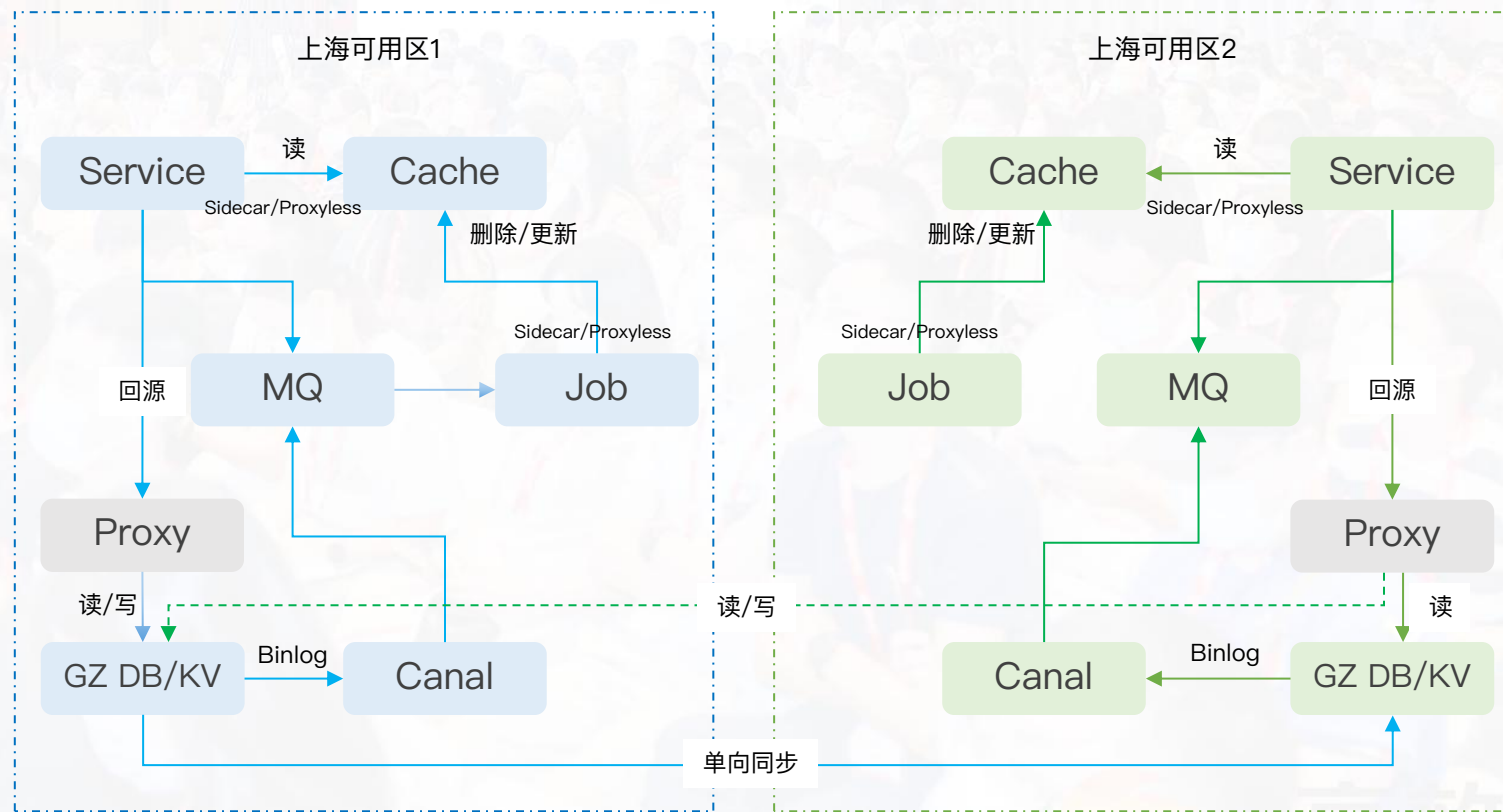 上海可用区1
上海可用区2
Service
读
Cache
Cache
读
Service
Sidecar/Proxyless
Sidecar/Proxyless
删除/更新
删除/更新
Sidecar/Proxyless
Sidecar/Proxyless
回源
MQ
Job
Job
MQ
回源
Proxy
Proxy
读/写
读/写
读
GZ DB/KV
Binlog
Canal
Canal
Binlog
GZ DB/KV
单向同步